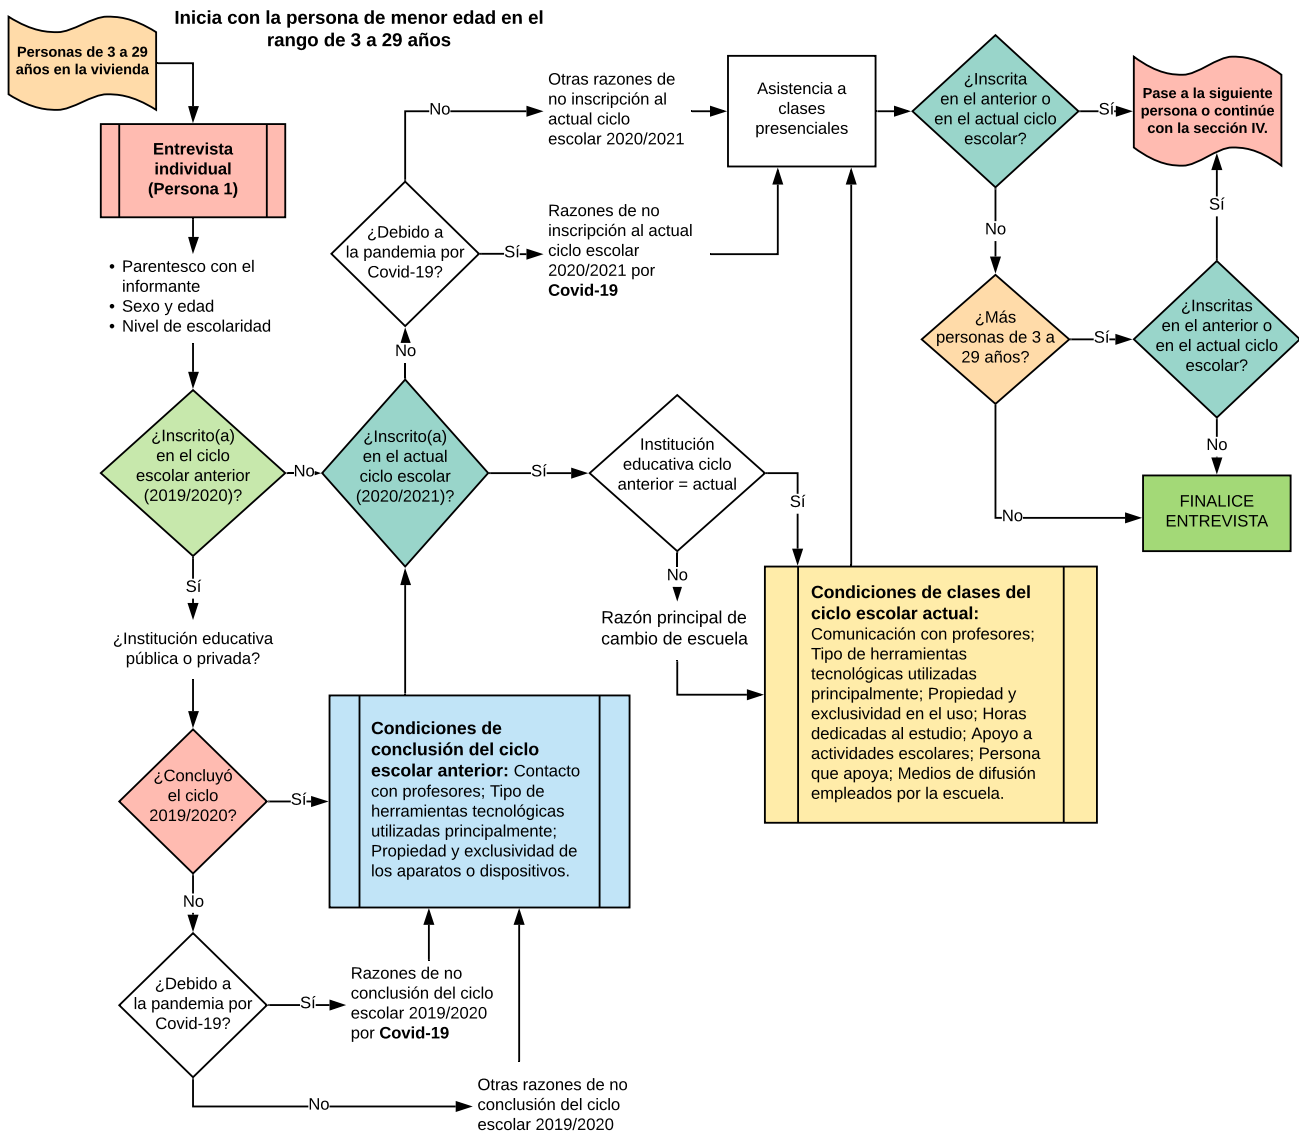 Inicia con la persona de menor edad en el
rango de 3 a 29 años
Personas de 3 a 29
años en la vivienda
Entrevista
individual
(Persona 1)
• Parentesco con el
informante
• Sexo y edad
• Nivel de escolaridad
¿Inscrito(a)
en el ciclo
escolar anterior
(2019/2020)?
No
Sí
¿Institución educativa
pública o privada?
¿Concluyó
el ciclo
2019/2020?
Sí
No
¿Debido a
la pandemia por
Covid-19?
Sí
No
Razones de no
conclusión del ciclo
escolar 2019/2020
por Covid-19
Otras razones de no
conclusión del ciclo
escolar 2019/2020
Condiciones de
conclusión del ciclo
escolar anterior: Contacto
con profesores; Tipo de
herramientas tecnológicas
utilizadas principalmente;
Propiedad y exclusividad de
los aparatos o dispositivos.
¿Inscrito(a)
en el actual
ciclo escolar
(2020/2021)?
No
Sí
¿Debido a
la pandemia por
Covid-19?
No
Sí
Otras razones de
no inscripción al
actual ciclo
escolar 2020/2021
Razones de no
inscripción al actual
ciclo escolar
2020/2021 por
Covid-19
Institución
educativa ciclo
anterior = actual
Sí
No
Razón principal de
cambio de escuela
Condiciones de clases del
ciclo escolar actual:
Comunicación con profesores;
Tipo de herramientas
tecnológicas utilizadas
principalmente; Propiedad y
exclusividad en el uso; Horas
dedicadas al estudio; Apoyo a
actividades escolares; Persona
que apoya; Medios de difusión
empleados por la escuela.
Asistencia a
clases
presenciales
¿Inscrita
en el anterior o
en el actual ciclo
escolar?
Sí
No
Pase a la siguiente
persona o continúe
con la sección IV.
¿Más
personas de 3 a
29 años?
Sí
No
¿Inscritas
en el anterior o
en el actual ciclo
escolar?
Sí
No
FINALICE
ENTREVISTA